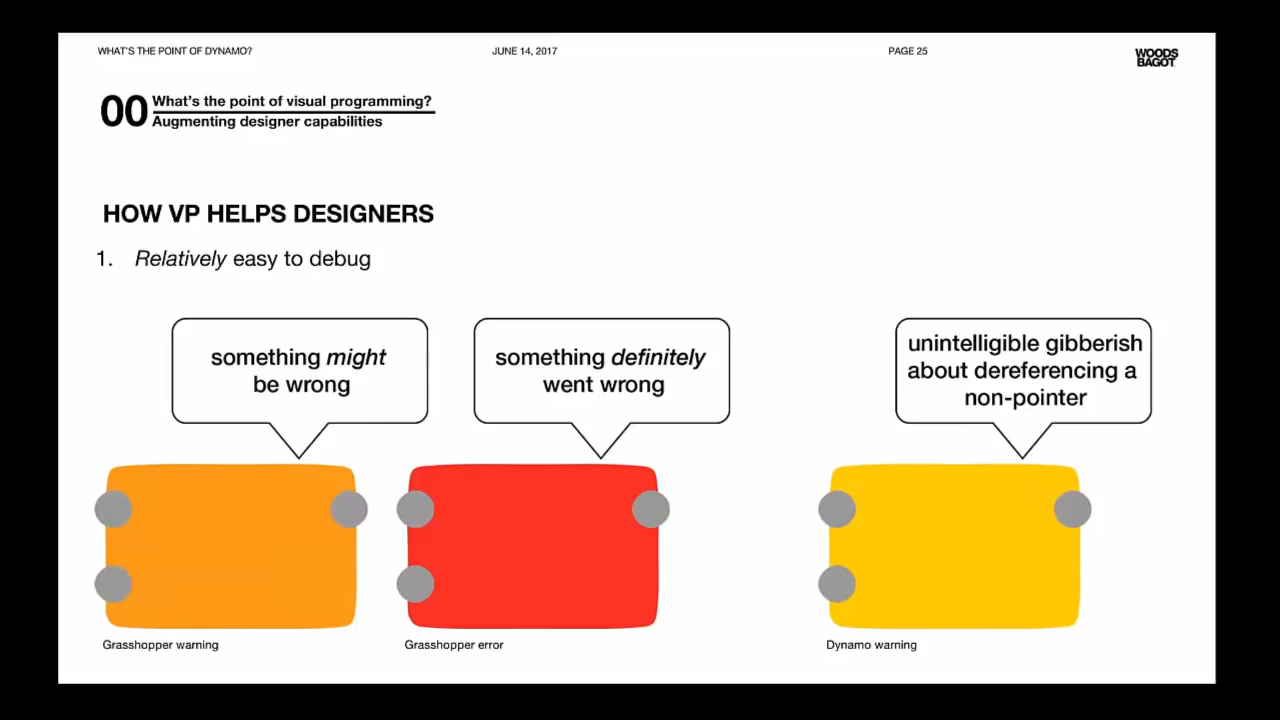 WHAT'S THE POINT OF DYNAMO?
JUNE 14, 2017
PAGE 25
WOODS
BAGOT
00
What's the point of visual programming?
Augmenting designer capabilities
HOW VP HELPS DESIGNERS
1. Relatively easy to debug
something might
be wrong
something definitely
went wrong
unintelligible gibberish
about dereferencing a
non-pointer
Grasshopper warning
Grasshopper error
Dynamo warning